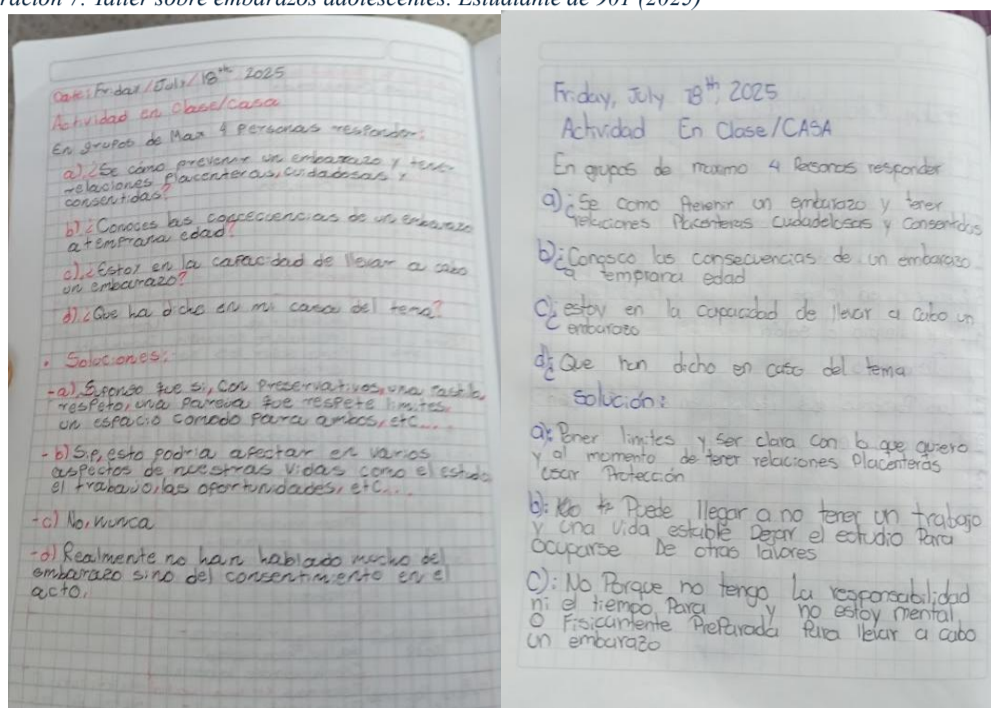 ración 7. Taller sobre embarazos adolescentes. Estudiante de 901 (2025)
Date: Friday/July/18th 2025
Actividad en Clase/Casa
En grupos de Max 4 Personas responder:
a) ¿Se cómo prevenir un embarazo y tener
relaciones Placenteras, cuidadosas y
consentidas?
b) ¿Conoces las consecuencias de un embarazo
a temprana edad?
c) ¿Estoy en la capacidad de llevar a cabo
un embarazo?
d) ¿Que ha dicho en mi casa del tema?
• Soluciones:
-a) Supongo que si, con preservativos, una pastilla,
respeto, una pareja que respete limites,
un espacio comodo para ambos, etc....
-b) Sip, esto podria afectar en varios
aspectos de nuestras vidas como el estudio
el trabajo, las oportunidades, etc....
-c) No, nunca
-d) Realmente no han hablado mucho del
embarazo sino del consentimiento en el
acto.
Friday, July 18th, 2025
Actividad En Clase/CASA
En grupos de maximo 4 Personas responder
a) ¿Se como Prevenir un embarazo y tener
relaciones Placenteras cuidadelosas y Consentidas
b) ¿Congosco las consecuencias de un embarazo
a temprana edad
c) ¿estoy en la capacidad de llevar a cabo un
embarazo
d) ¿Que han dicho en casa del tema
Solución:
a): Poner limites y ser clara con lo que quiero
y al momento de tener relaciones Placenteras
usar Protección
b): Puede llegar a no tener un trabajo
y una vida estable Dejar el estudio Para
ocuparse De otras labores
C): No Porque no tengo La responsabilidad
ni el tiempo Para y no estoy mental
O Fisicamente PreParada Para llevar a cabo
un embarazo